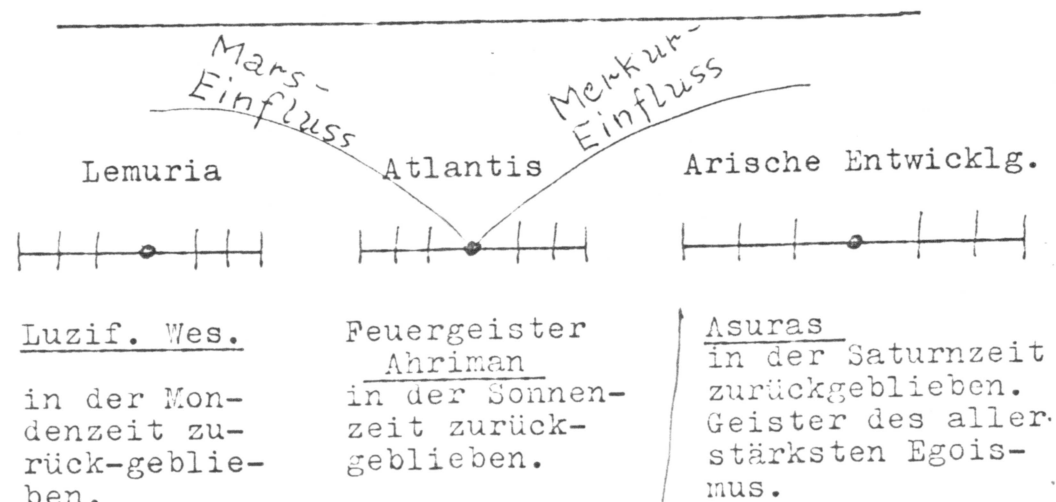 Mars-
Einfluss
Merkur-
Einfluss
Lemuria
Atlantis
Arische Entwicklg.
Luzif. Wes.
in der Mon-
denzeit zu-
rück-geblie-
ben.
Feuergeister
Ahriman
in der Sonnen-
zeit zurück-
geblieben.
Asuras
in der Saturnzeit
zurückgeblieben.
Geister des aller-
stärksten Egois-
mus.